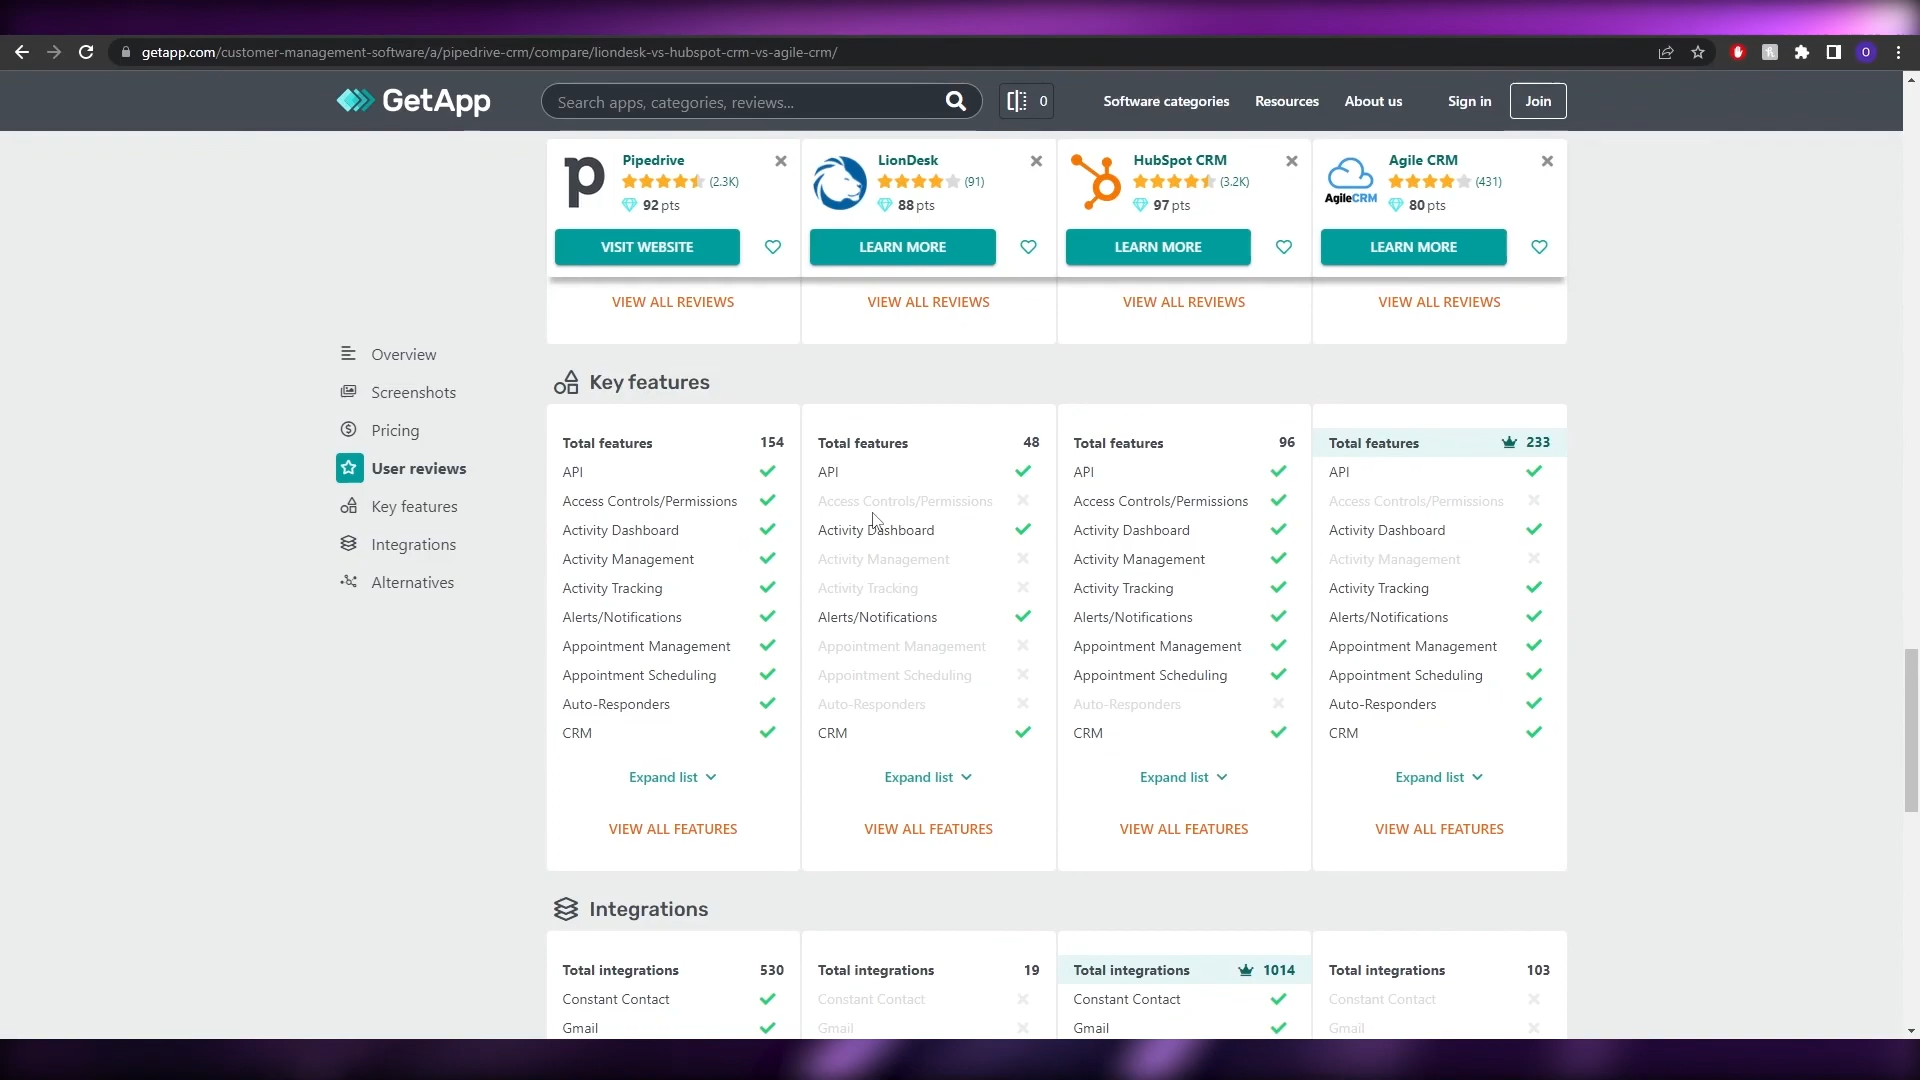 getapp.com/customer-management-software/a/pipedrive-crm/compare/liondesk-vs-hubspot-crm-vs-agile-crm/
O
GetApp
Search apps, categories, reviews...
0
Software categories
Resources
About us
Sign in
Join
Pipedrive
(2.3K)
92 pts
VISIT WEBSITE
LionDesk
(91)
88 pts
LEARN MORE
HubSpot CRM
(3.2K)
97 pts
LEARN MORE
Agile CRM
AgileCRM
(431)
80 pts
LEARN MORE
VIEW ALL REVIEWS
VIEW ALL REVIEWS
VIEW ALL REVIEWS
VIEW ALL REVIEWS
Overview
Screenshots
Pricing
User reviews
Key features
Integrations
Alternatives
Key features
Total features 154
API
Access Controls/Permissions
Activity Dashboard
Activity Management
Activity Tracking
Alerts/Notifications
Appointment Management
Appointment Scheduling
Auto-Responders
CRM
Expand list
VIEW ALL FEATURES
Total features 48
API
Access Controls/Permissions
Activity Dashboard
Activity Management
Activity Tracking
Alerts/Notifications
Appointment Management
Appointment Scheduling
Auto-Responders
CRM
Expand list
VIEW ALL FEATURES
Total features 96
API
Access Controls/Permissions
Activity Dashboard
Activity Management
Activity Tracking
Alerts/Notifications
Appointment Management
Appointment Scheduling
Auto-Responders
CRM
Expand list
VIEW ALL FEATURES
Total features 233
API
Access Controls/Permissions
Activity Dashboard
Activity Management
Activity Tracking
Alerts/Notifications
Appointment Management
Appointment Scheduling
Auto-Responders
CRM
Expand list
VIEW ALL FEATURES
Integrations
Total integrations 530
Constant Contact
Gmail
Total integrations 19
Constant Contact
Gmail
Total integrations 1014
Constant Contact
Gmail
Total integrations 103
Constant Contact
Gmail